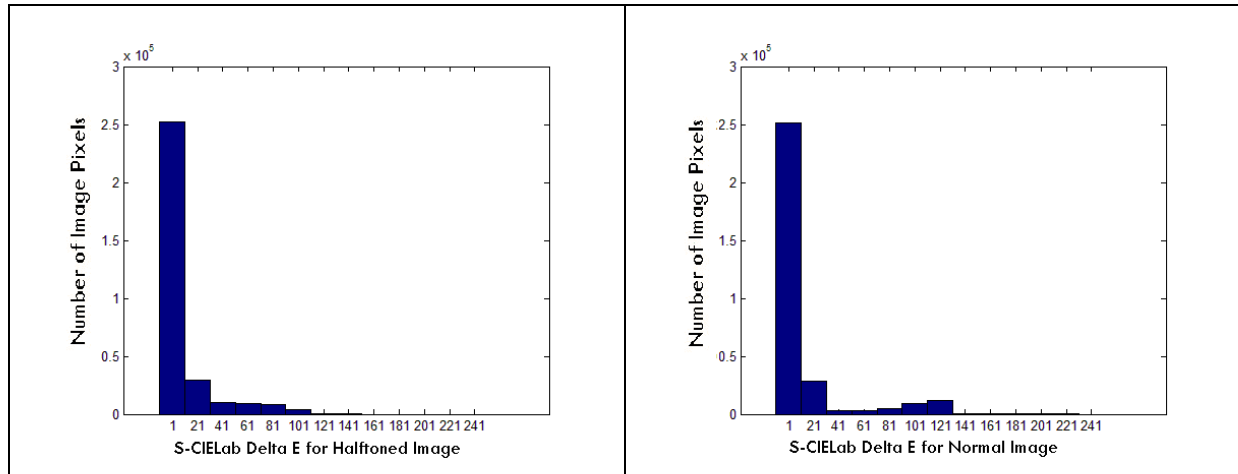 x 10^5
3
2.5
2
1.5
1
0.5
0
Number of Image Pixels
1 21 41 61 81 101 121 141 161 181 201 221 241
S-CIELab Delta E for Halftoned Image
x 10^5
3
2.5
2
1.5
1
0.5
0
Number of Image Pixels
1 21 41 61 81 101 121 141 161 181 201 221 241
S-CIELab Delta E for Normal Image